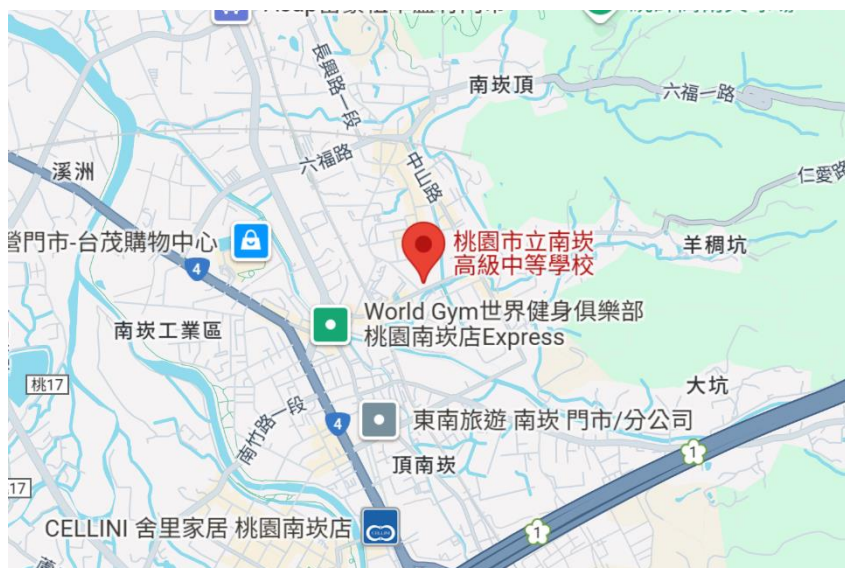 長興路一段
南崁頂
六福一路
中山路
六福路
溪洲
仁愛路
營門市-台茂購物中心
桃園市立南崁
高級中等學校
羊稠坑
4
World Gym世界健身俱樂部
桃園南崁店Express
南崁工業區
桃17
大坑
南竹路一段
4
東南旅遊 南崁 門市/分公司
1
頂南崁
17
CELLINI 舍里家居 桃園南崁店
CELLINI
1